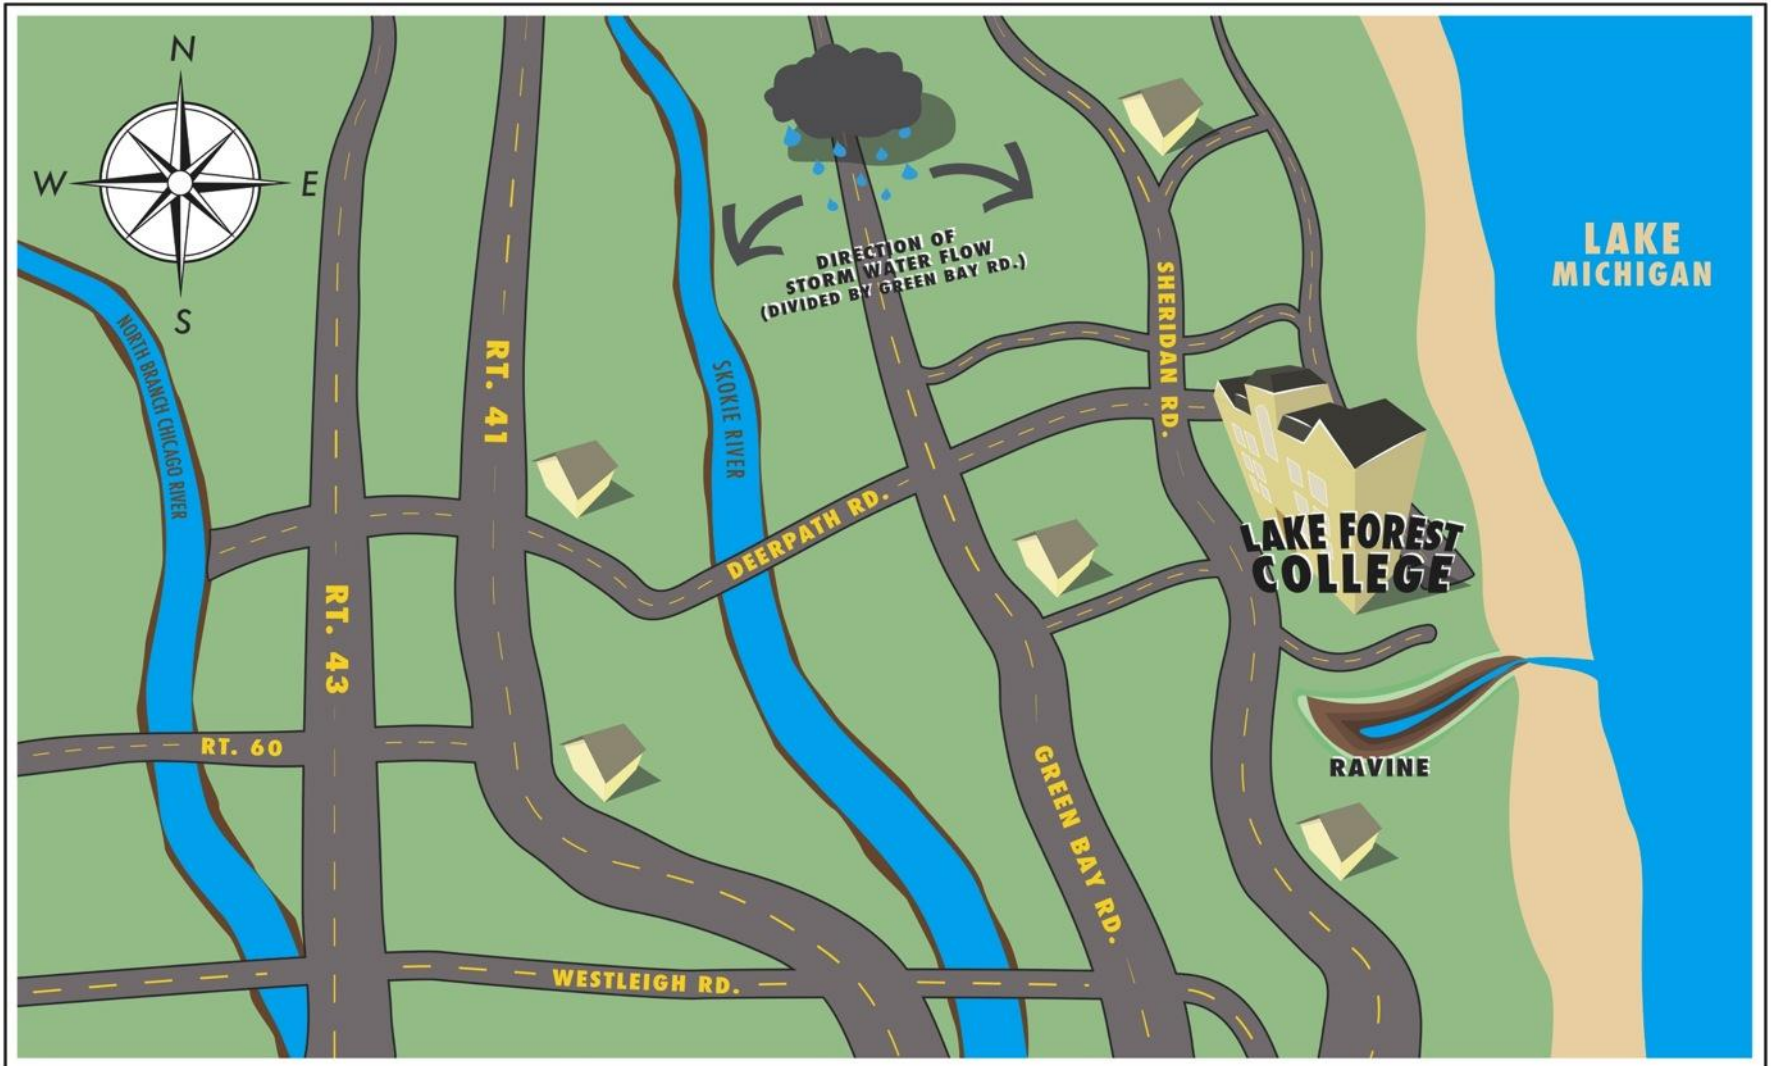 N
W
E
S
DIRECTION OF
STORM WATER FLOW
(DIVIDED BY GREEN BAY RD.)
LAKE
MICHIGAN
NORTH BRANCH CHICAGO RIVER
RT. 41
SKOKIE RIVER
SHERIDAN RD.
DEERPATH RD.
LAKE FOREST
COLLEGE
RT. 43
RT. 60
GREEN BAY RD.
RAVINE
WESTLEIGH RD.